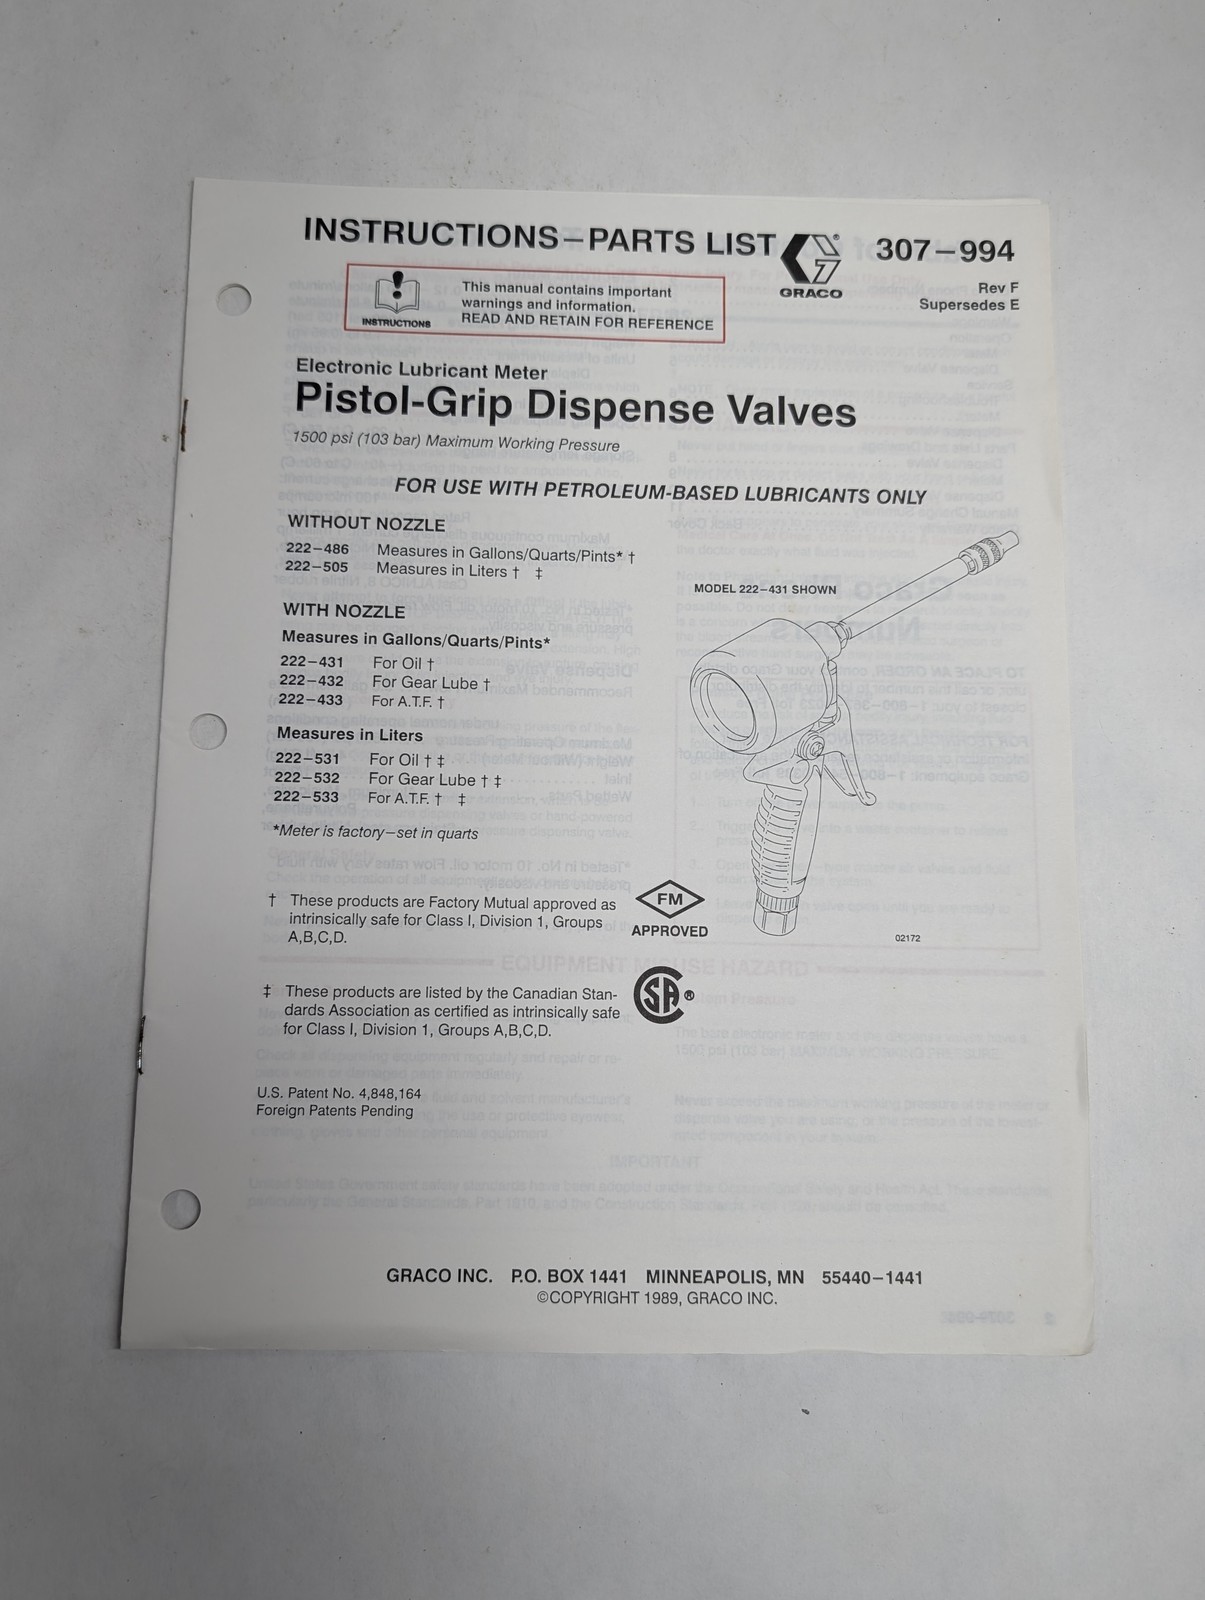 INSTRUCTIONS–PARTS LIST
GRACO
307–994
Rev F
Supersedes E
INSTRUCTIONS
This manual contains important
warnings and information.
READ AND RETAIN FOR REFERENCE
Electronic Lubricant Meter
Pistol-Grip Dispense Valves
1500 psi (103 bar) Maximum Working Pressure
FOR USE WITH PETROLEUM-BASED LUBRICANTS ONLY
WITHOUT NOZZLE
222–486 Measures in Gallons/Quarts/Pints* †
222–505 Measures in Liters † ‡
MODEL 222–431 SHOWN
WITH NOZZLE
Measures in Gallons/Quarts/Pints*
222–431 For Oil †
222–432 For Gear Lube †
222–433 For A.T.F. †
Measures in Liters
222–531 For Oil † ‡
222–532 For Gear Lube † ‡
222–533 For A.T.F. † ‡
*Meter is factory–set in quarts
† These products are Factory Mutual approved as
intrinsically safe for Class I, Division 1, Groups
A,B,C,D.
FM
APPROVED
02172
‡ These products are listed by the Canadian Stan-
dards Association as certified as intrinsically safe
for Class I, Division 1, Groups A,B,C,D.
SA ®
U.S. Patent No. 4,848,164
Foreign Patents Pending
GRACO INC. P.O. BOX 1441 MINNEAPOLIS, MN 55440–1441
©COPYRIGHT 1989, GRACO INC.